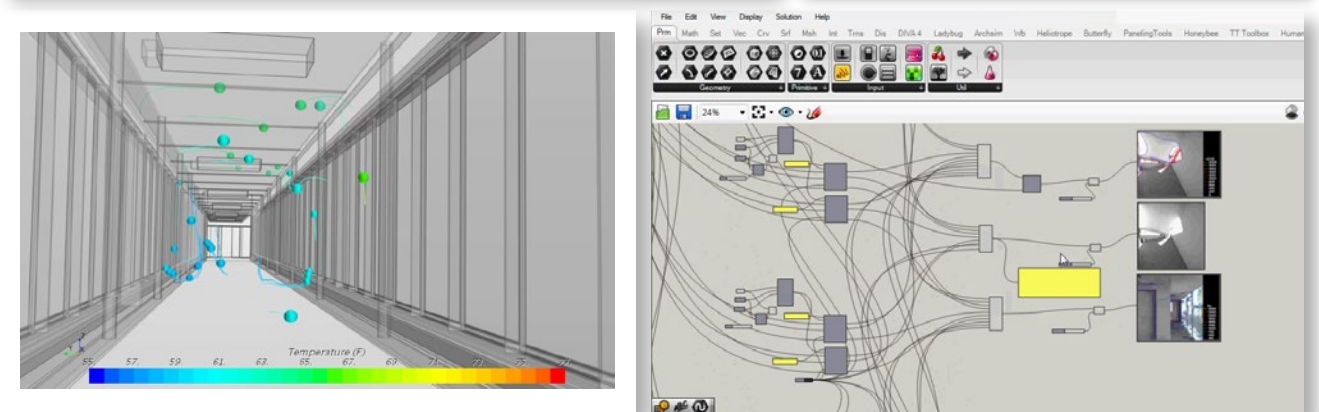 Temperature (F)
55. 57. 59. 61. 63. 65. 67. 69. 71. 73. 75. 77.
File Edit View Display Solution Help
Prm Math Set Vec Crv Srf Msh Int Trns Dis DIVA4 Ladybug Archsim Wb Heliotrope Butterfly PanelingTools Honeybee TT Toolbox Human
Geometry Primitive Input Util
24%